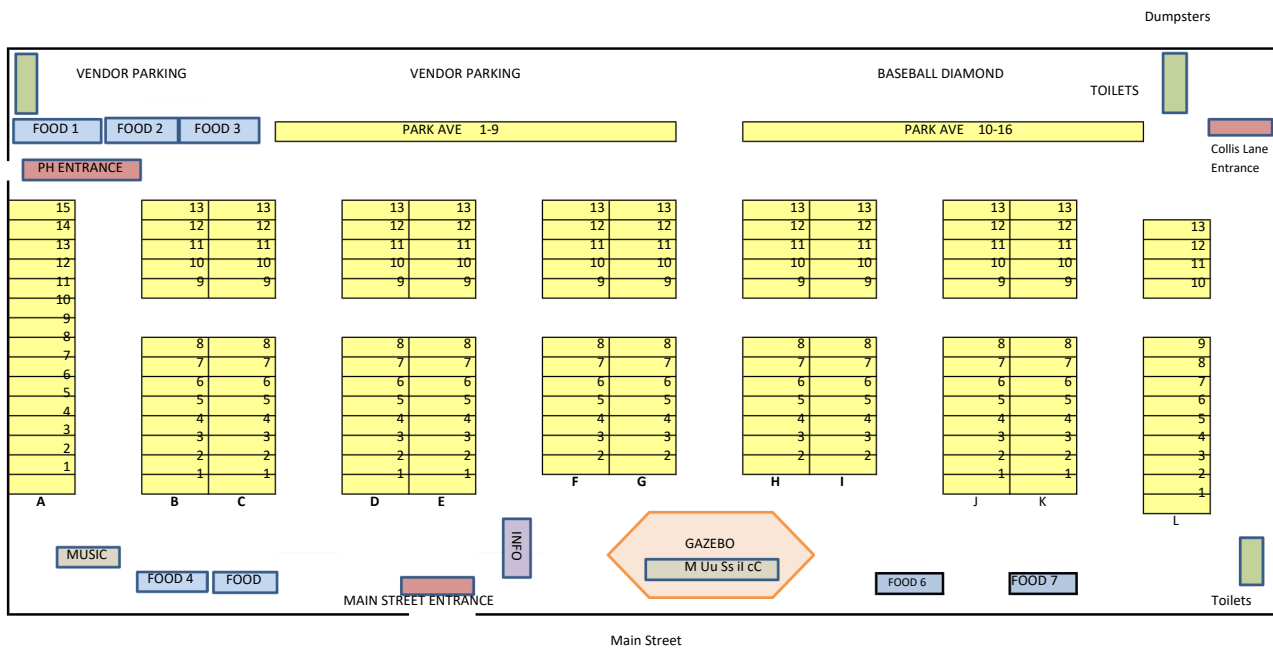 Dumpsters
VENDOR PARKING VENDOR PARKING BASEBALL DIAMOND
TOILETS
FOOD 1 FOOD 2 FOOD 3 PARK AVE 1-9 PARK AVE 10-16
Collis Lane
Entrance
PH ENTRANCE
15 13 13 13 13 13 13 13 13 13 13
14 12 12 12 12 12 12 12 12 12 12 13
13 11 11 11 11 11 11 11 11 11 11 12
12 10 10 10 10 10 10 10 10 10 10 11
11 9 9 9 9 9 9 9 9 9 9 10
10
9
8 8 8 8 8 8 8 8 8 8 8 9
7 7 7 7 7 7 7 7 7 7 7 8
6 6 6 6 6 6 6 6 6 6 6 7
5 5 5 5 5 5 5 5 5 5 5 6
4 4 4 4 4 4 4 4 4 4 4 5
3 3 3 3 3 3 3 3 3 3 3 4
2 2 2 2 2 2 2 2 2 2 2 3
1 1 1 1 1 1 1 2
1
F G H I
A B C D E J K
L
INFO
GAZEBO
MUSIC M Uu Ss iI cC
FOOD 4 FOOD FOOD 6 FOOD 7
MAIN STREET ENTRANCE Toilets
Main Street